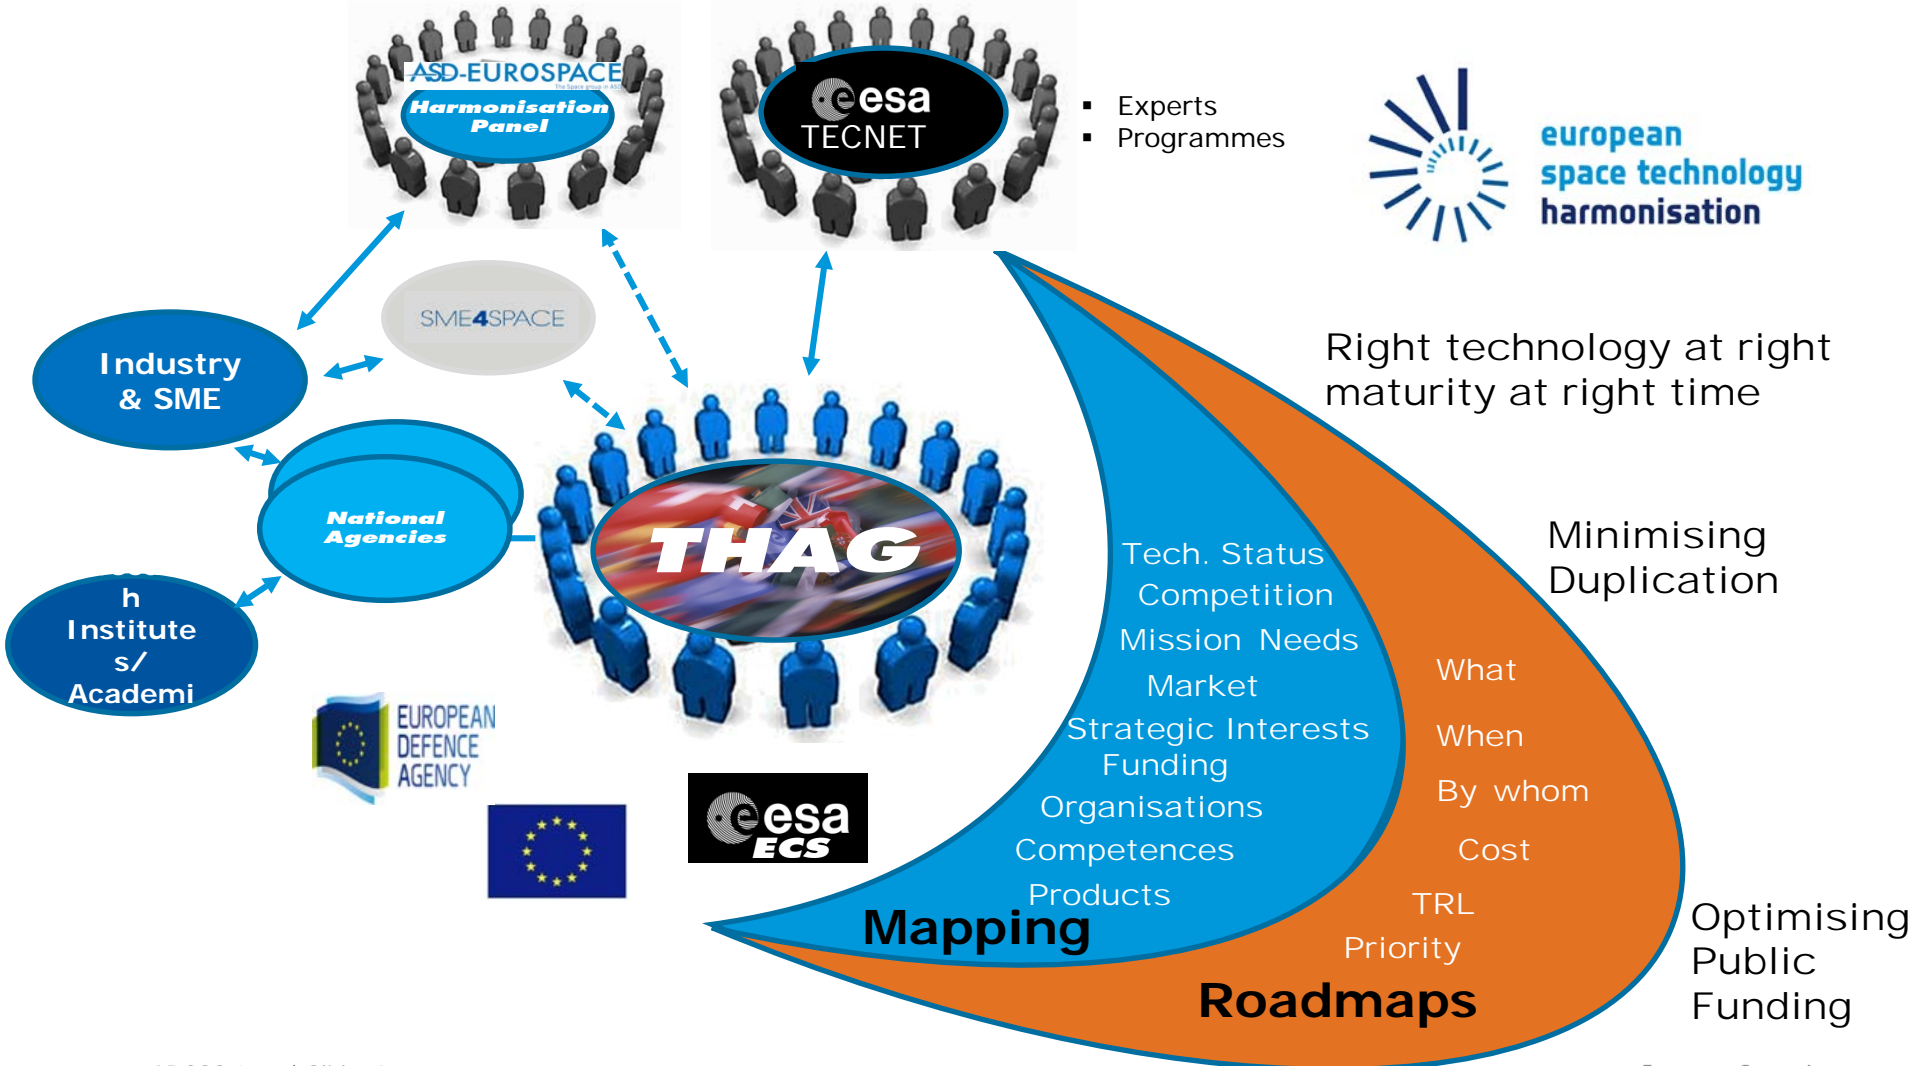 ASD-EUROSPACE
Harmonisation
Panel
esa
TECNET
▪ Experts
▪ Programmes
european
space technology
harmonisation
SME4SPACE
Industry
& SME
National
Agencies
h
Institute
s/
Academi
THAG
EUROPEAN
DEFENCE
AGENCY
esa
ECS
Tech. Status
Competition
Mission Needs
Market
Strategic Interests
Funding
Organisations
Competences
Products
Mapping
What
When
By whom
Cost
TRL
Priority
Roadmaps
Right technology at right
maturity at right time
Minimising
Duplication
Optimising
Public
Funding